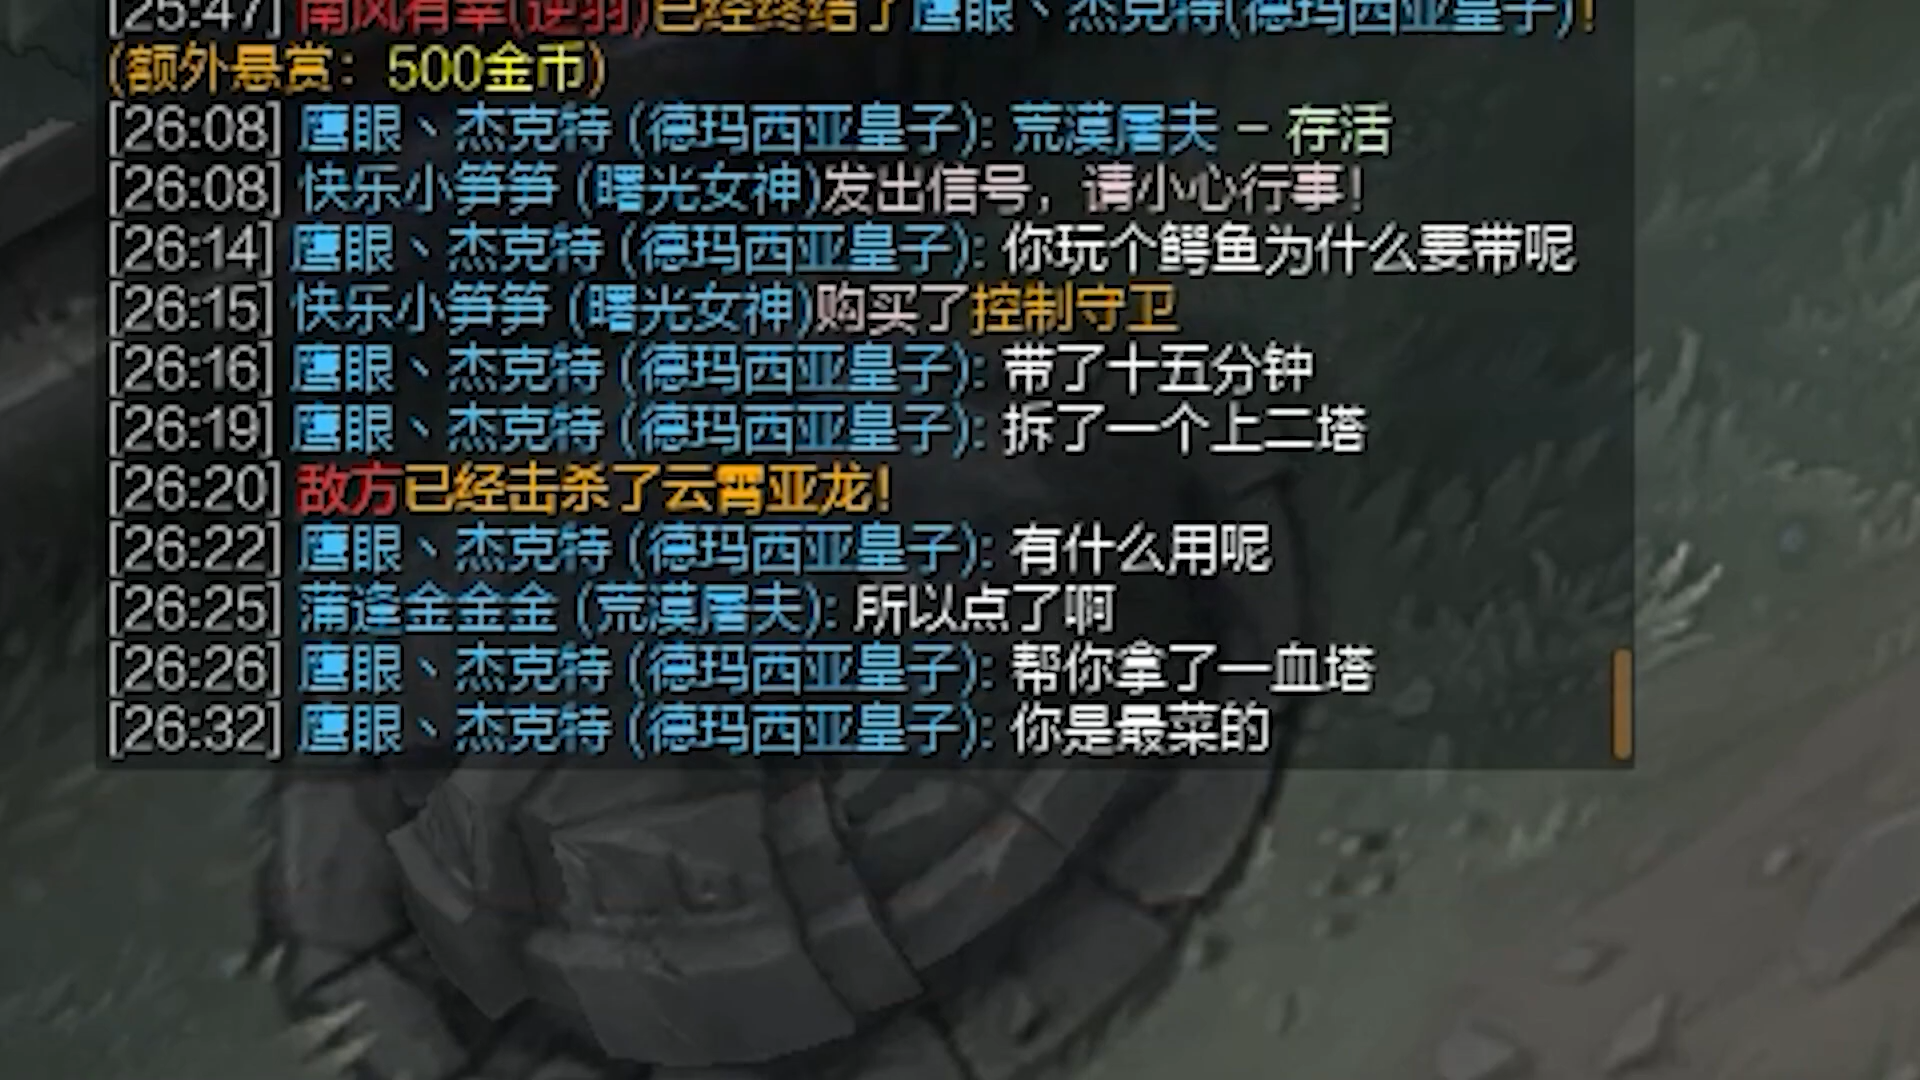 [25:47] 南风有幸(逆羽)已经终结了鹰眼丶杰克特(德玛西亚皇子)!
(额外悬赏：500金币)
[26:08] 鹰眼丶杰克特 (德玛西亚皇子): 荒漠屠夫 - 存活
[26:08] 快乐小笋笋 (曙光女神)发出信号，请小心行事!
[26:14] 鹰眼丶杰克特 (德玛西亚皇子): 你玩个鳄鱼为什么要带呢
[26:15] 快乐小笋笋 (曙光女神)购买了控制守卫
[26:16] 鹰眼丶杰克特 (德玛西亚皇子): 带了十五分钟
[26:19] 鹰眼丶杰克特 (德玛西亚皇子): 拆了一个上二塔
[26:20] 敌方已经击杀了云霄亚龙!
[26:22] 鹰眼丶杰克特 (德玛西亚皇子): 有什么用呢
[26:25] 蒲逢金金金 (荒漠屠夫): 所以点了啊
[26:26] 鹰眼丶杰克特 (德玛西亚皇子): 帮你拿了一血塔
[26:32] 鹰眼丶杰克特 (德玛西亚皇子): 你是最菜的